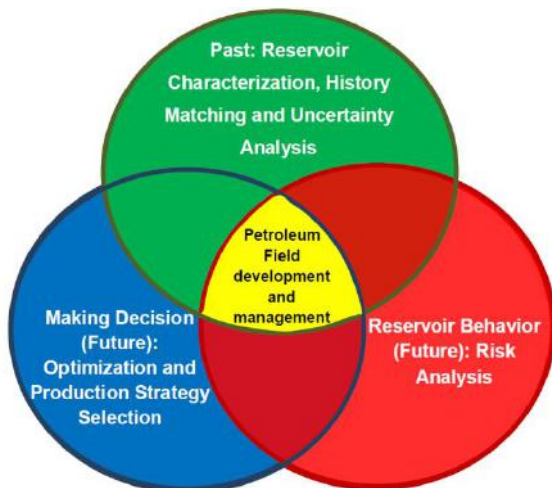 Past: Reservoir
Characterization, History
Matching and Uncertainty
Analysis
Petroleum
Field
development
and
management
Making Decision
(Future):
Optimization and
Production Strategy
Selection
Reservoir Behavior
(Future): Risk
Analysis